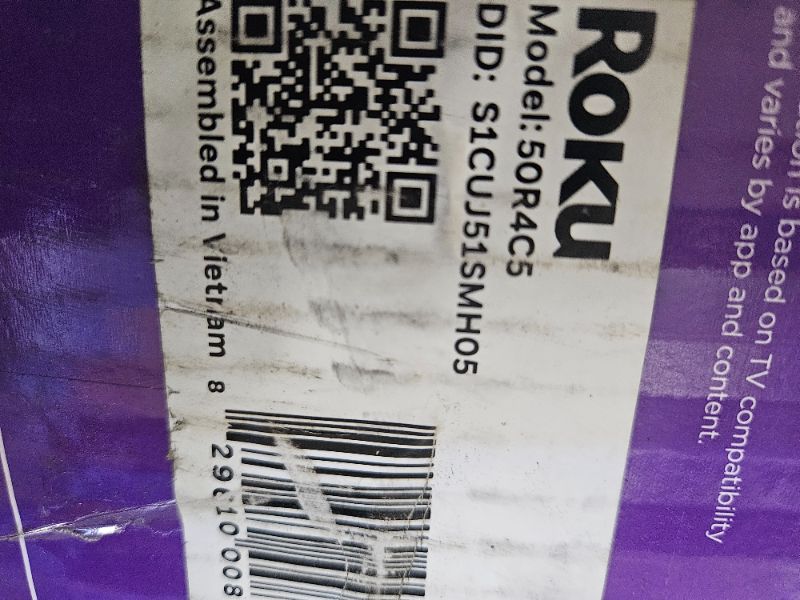 is based on TV compatibility
and varies by app and content.
Roku
Model: 50R4C5
DID: S1CUJ51SMH05
Assembled in Vietnam
8